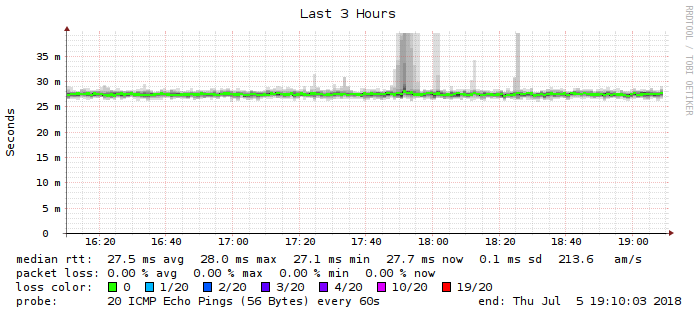 Last 3 Hours
RRDTOOL / TOBI OETIKER
Seconds
35 m
30 m
25 m
20 m
15 m
10 m
5 m
0
16:20 16:40 17:00 17:20 17:40 18:00 18:20 18:40 19:00
median rtt: 27.5 ms avg 28.0 ms max 27.1 ms min 27.7 ms now 0.1 ms sd 213.6 am/s
packet loss: 0.00 % avg 0.00 % max 0.00 % min 0.00 % now
loss color: 0 1/20 2/20 3/20 4/20 10/20 19/20
probe: 20 ICMP Echo Pings (56 Bytes) every 60s end: Thu Jul 5 19:10:03 2018